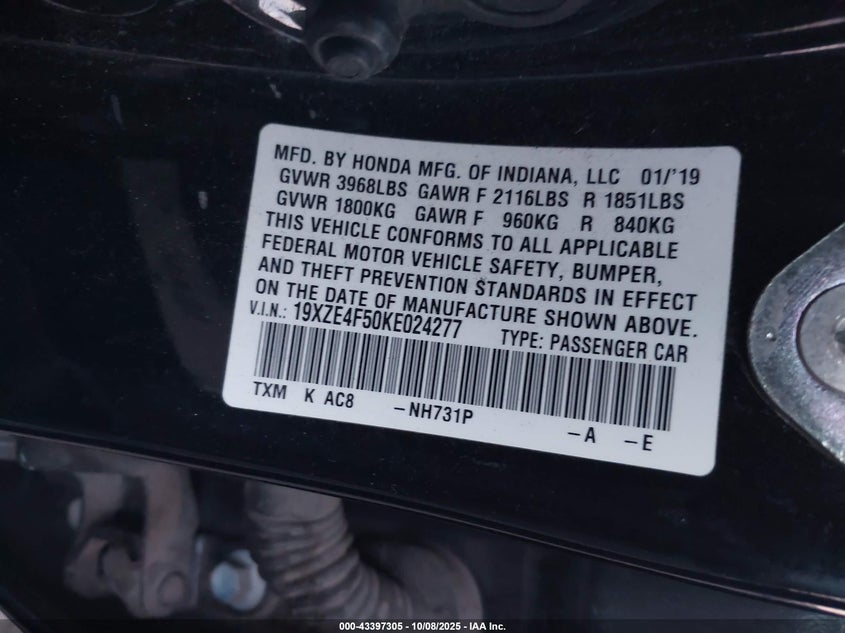 MFD. BY HONDA MFG. OF INDIANA, LLC 01/'19
GVWR 3968LBS GAWR F 2116LBS R 1851LBS
GVWR 1800KG GAWR F 960KG R 840KG
THIS VEHICLE CONFORMS TO ALL APPLICABLE
FEDERAL MOTOR VEHICLE SAFETY, BUMPER,
AND THEFT PREVENTION STANDARDS IN EFFECT
ON THE DATE OF MANUFACTURE SHOWN ABOVE.
V.I.N.: 19XZE4F50KE024277 TYPE: PASSENGER CAR
TXM K AC8 -NH731P -A -E
000-43397305 - 10/08/2025 - IAA Inc.